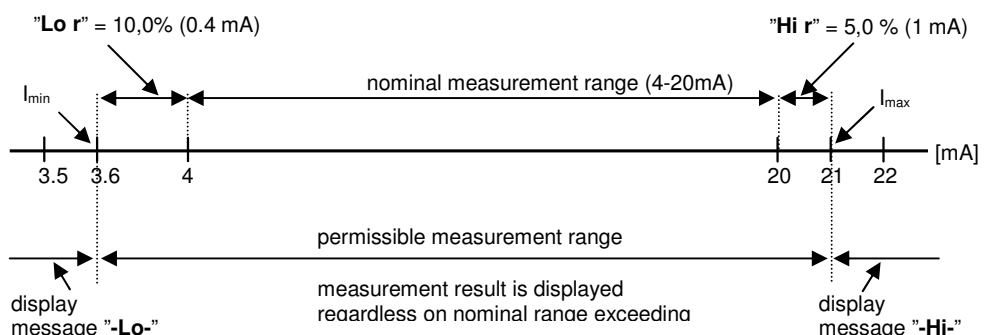 "Lo r" = 10,0% (0.4 mA)
"Hi r" = 5,0 % (1 mA)
nominal measurement range (4-20mA)
Imin
Imax
[mA]
3.5
3.6
4
20
21
22
permissible measurement range
measurement result is displayed
regardless on nominal range exceeding
display
message "-Lo-"
display
message "-Hi-"